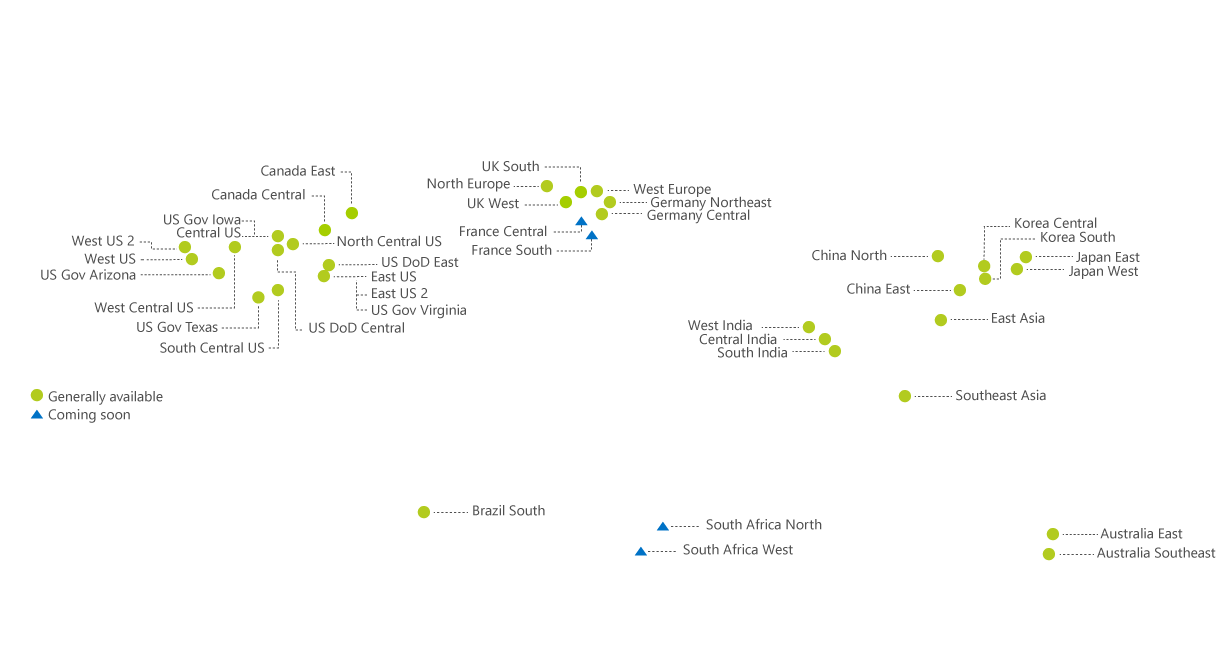 UK South
Canada East
North Europe
West Europe
Canada Central
Germany Northeast
UK West
Germany Central
US Gov Iowa
Korea Central
Central US
France Central
Korea South
West US 2
North Central US
France South
China North
Japan East
West US
US DoD East
Japan West
US Gov Arizona
East US
China East
East US 2
West Central US
US Gov Virginia
East Asia
US Gov Texas
US DoD Central
West India
Central India
South Central US
South India
Generally available
Southeast Asia
Coming soon
Brazil South
South Africa North
Australia East
South Africa West
Australia Southeast